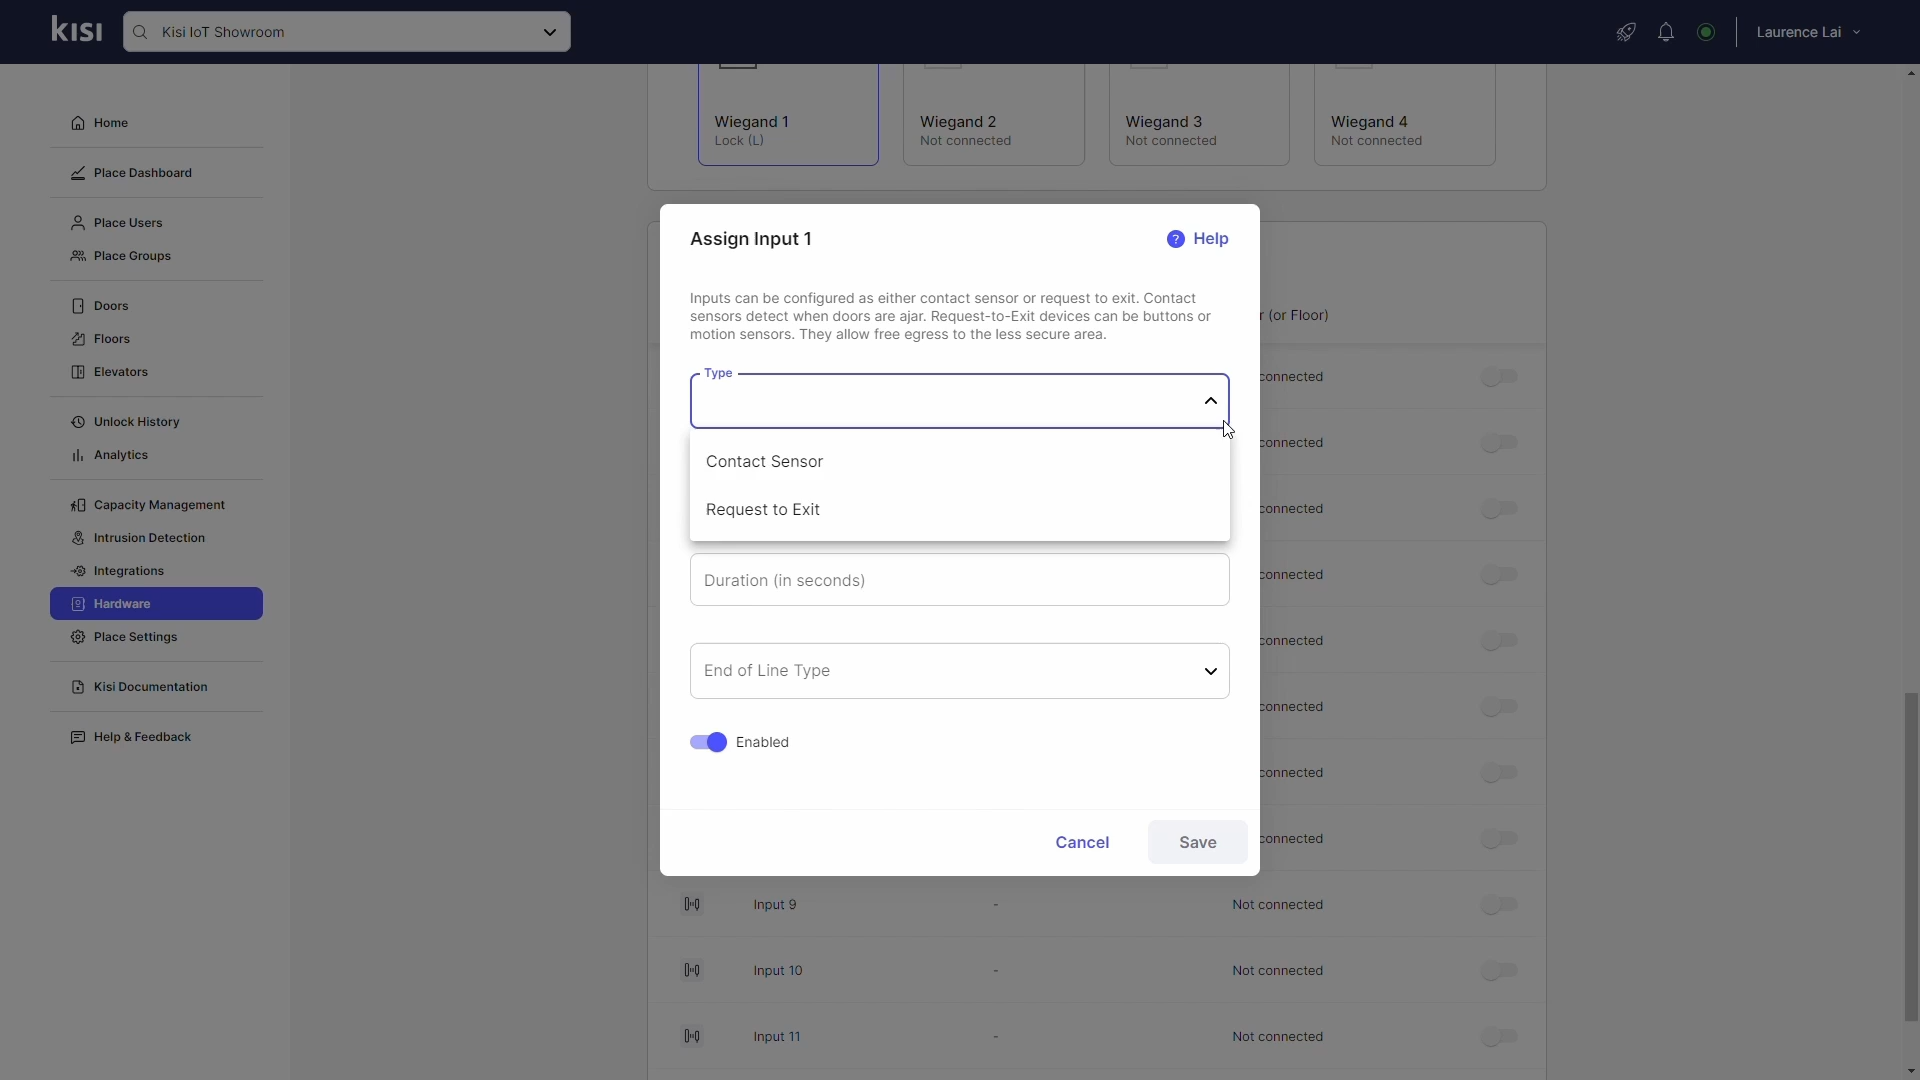 kisi
Kisi IoT Showroom
Laurence Lai
Home
Place Dashboard
Place Users
Place Groups
Doors
Floors
Elevators
Unlock History
Analytics
Capacity Management
Intrusion Detection
Integrations
Hardware
Place Settings
Kisi Documentation
Help & Feedback
Wiegand 1
Lock (L)
Wiegand 2
Not connected
Wiegand 3
Not connected
Wiegand 4
Not connected
Assign Input 1
? Help
Inputs can be configured as either contact sensor or request to exit. Contact
sensors detect when doors are ajar. Request-to-Exit devices can be buttons or
motion sensors. They allow free egress to the less secure area.
Type
Contact Sensor
Request to Exit
Duration (in seconds)
End of Line Type
Enabled
Cancel
Save
r (or Floor)
connected
connected
connected
connected
connected
connected
connected
connected
Input 9 - Not connected
Input 10 - Not connected
Input 11 - Not connected